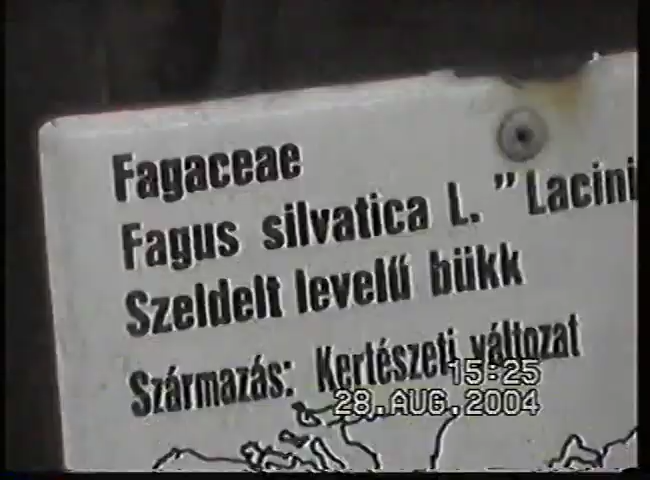 Fagaceae
Fagus silvatica L. "Lacini
Szeldelt levelű bükk
Származás: Kertészeti változat
15:25
28.AUG.2004